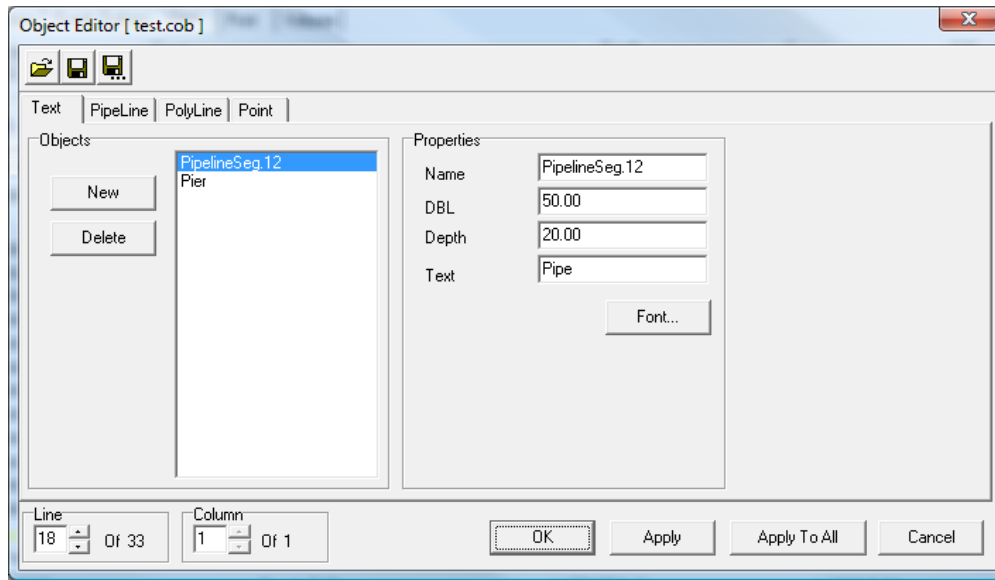 Object Editor [ test.cob ]
Text PipeLine PolyLine Point
Objects
New
Delete
PipelineSeg.12
Pier
Properties
Name PipelineSeg.12
DBL 50.00
Depth 20.00
Text Pipe
Font...
Line
18 Of 33
Column
1 Of 1
OK Apply Apply To All Cancel